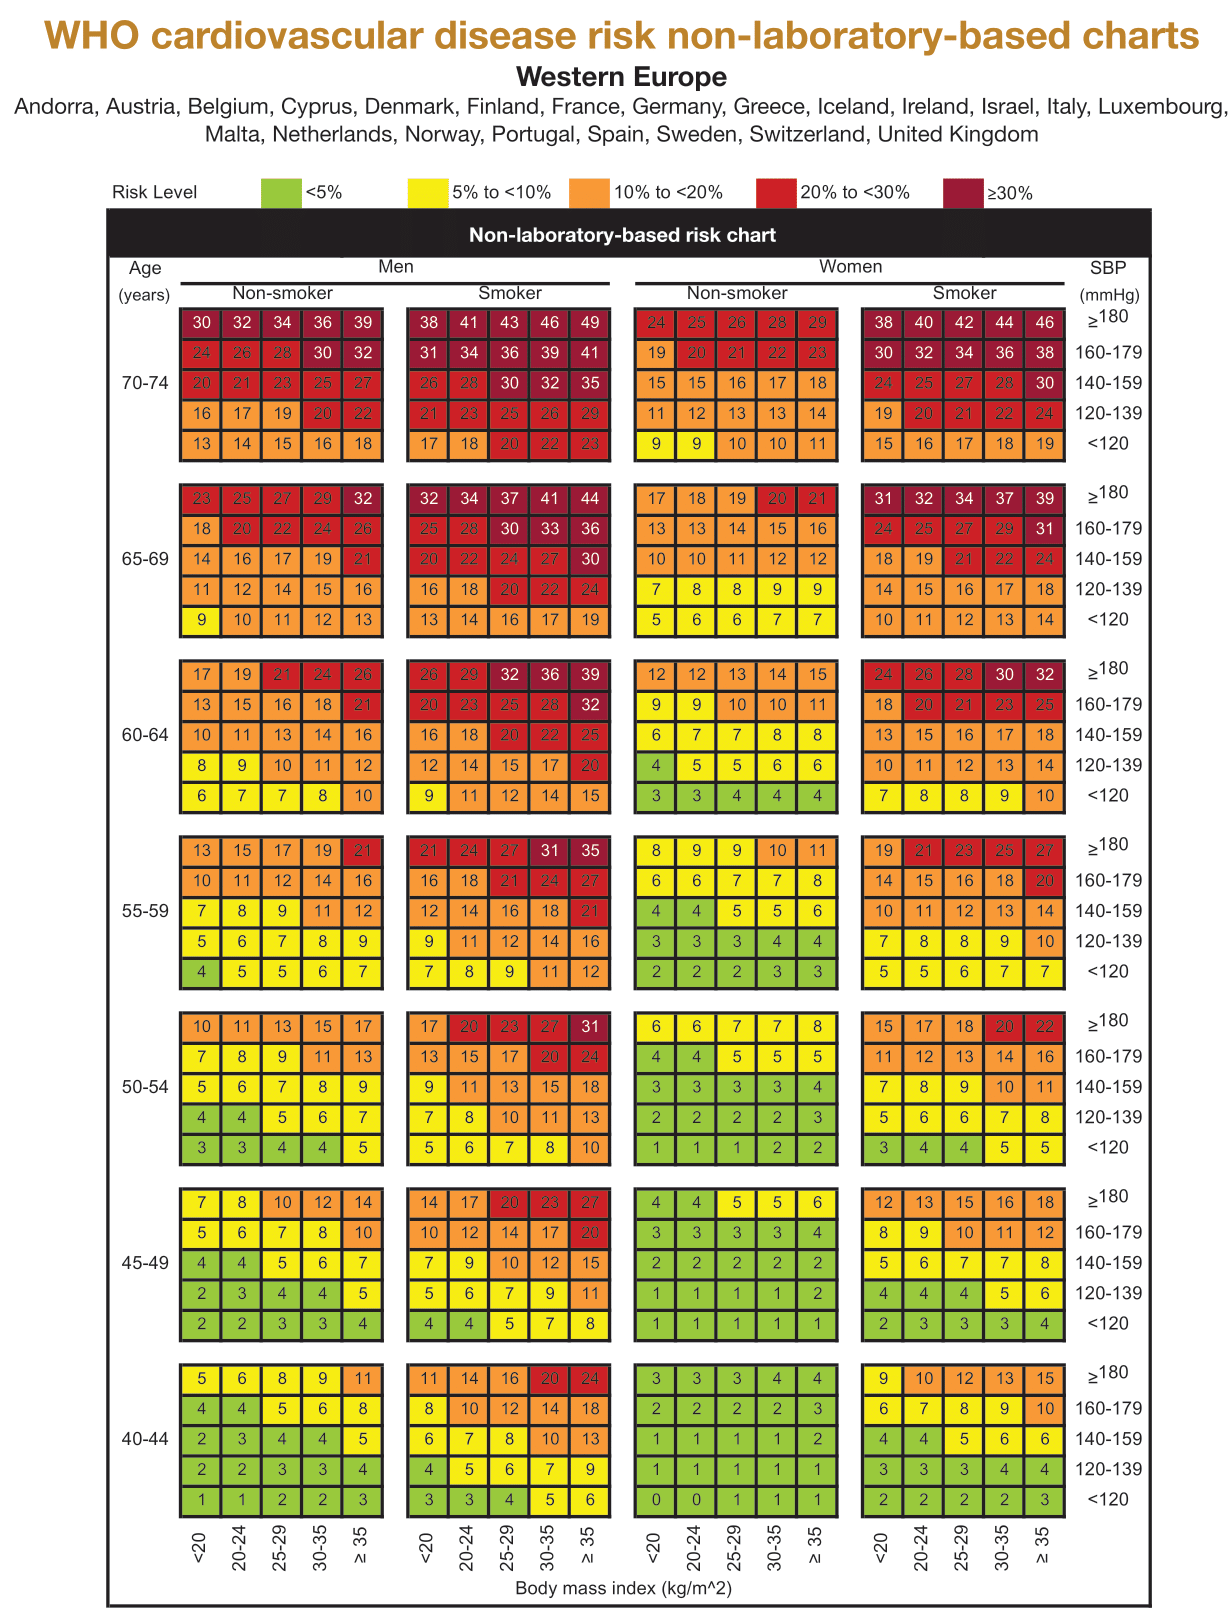 WHO cardiovascular disease risk non-laboratory-based charts
Western Europe
Andorra, Austria, Belgium, Cyprus, Denmark, Finland, France, Germany, Greece, Iceland, Ireland, Israel, Italy, Luxembourg,
Malta, Netherlands, Norway, Portugal, Spain, Sweden, Switzerland, United Kingdom
Risk Level <5% 5% to <10% 10% to <20% 20% to <30% ≥30%
Non-laboratory-based risk chart
Age Men Women SBP
(years) Non-smoker Smoker Non-smoker Smoker (mmHg)
30 32 34 36 39 38 41 43 46 49 24 25 26 28 29 38 40 42 44 46 ≥180
24 26 28 30 32 31 34 36 39 41 19 20 21 22 23 30 32 34 36 38 160-179
70-74 20 21 23 25 27 26 28 30 32 35 15 15 16 17 18 24 25 27 28 30 140-159
16 17 19 20 22 21 23 25 26 29 11 12 13 13 14 19 20 21 22 24 120-139
13 14 15 16 18 17 18 20 22 23 9 9 10 10 11 15 16 17 18 19 <120
23 25 27 29 32 32 34 37 41 44 17 18 19 20 21 31 32 34 37 39 ≥180
18 20 22 24 26 25 28 30 33 36 13 13 14 15 16 24 25 27 29 31 160-179
65-69 14 16 17 19 21 20 22 24 27 30 10 10 11 12 12 18 19 21 22 24 140-159
11 12 14 15 16 16 18 20 22 24 7 8 8 9 9 14 15 16 17 18 120-139
9 10 11 12 13 13 14 16 17 19 5 6 6 7 7 10 11 12 13 14 <120
17 19 21 24 26 26 29 32 36 39 12 12 13 14 15 24 26 28 30 32 ≥180
13 15 16 18 21 20 23 25 28 32 9 9 10 10 11 18 20 21 23 25 160-179
60-64 10 11 13 14 16 16 18 20 22 25 6 7 7 8 8 13 15 16 17 18 140-159
8 9 10 11 12 12 14 15 17 20 4 5 5 6 6 10 11 12 13 14 120-139
6 7 7 8 10 9 11 12 14 15 3 3 4 4 4 7 8 8 9 10 <120
13 15 17 19 21 21 24 27 31 35 8 9 9 10 11 19 21 23 25 27 ≥180
10 11 12 14 16 16 18 21 24 27 6 6 7 7 8 14 15 16 18 20 160-179
55-59 7 8 9 11 12 12 14 16 18 21 4 4 5 5 6 10 11 12 13 14 140-159
5 6 7 8 9 9 11 12 14 16 3 3 3 4 4 7 8 8 9 10 120-139
4 5 5 6 7 7 8 9 11 12 2 2 2 3 3 5 5 6 7 7 <120
10 11 13 15 17 17 20 23 27 31 6 6 7 7 8 15 17 18 20 22 ≥180
7 8 9 11 13 13 15 17 20 24 4 4 5 5 5 11 12 13 14 16 160-179
50-54 5 6 7 8 9 9 11 13 15 18 3 3 3 3 4 7 8 9 10 11 140-159
4 4 5 6 7 7 8 10 11 13 2 2 2 2 3 5 6 6 7 8 120-139
3 3 4 4 5 5 6 7 8 10 1 1 1 2 2 3 4 4 5 5 <120
7 8 10 12 14 14 17 20 23 27 4 4 5 5 6 12 13 15 16 18 ≥180
5 6 7 8 10 10 12 14 17 20 3 3 3 3 4 8 9 10 11 12 160-179
45-49 4 4 5 6 7 7 9 10 12 15 2 2 2 2 2 5 6 7 7 8 140-159
2 3 4 4 5 5 6 7 9 11 1 1 1 1 2 4 4 4 5 6 120-139
2 2 3 3 4 4 4 5 7 8 1 1 1 1 1 2 3 3 3 4 <120
5 6 8 9 11 11 14 16 20 24 3 3 3 4 4 9 10 12 13 15 ≥180
4 4 5 6 8 8 10 12 14 18 2 2 2 2 3 6 7 8 9 10 160-179
40-44 2 3 4 4 5 6 7 8 10 13 1 1 1 1 2 4 4 5 6 6 140-159
2 2 3 3 4 4 5 6 7 9 1 1 1 1 1 3 3 3 4 4 120-139
1 1 2 2 3 3 3 4 5 6 0 0 1 1 1 2 2 2 2 3 <120
<20 20-24 25-29 30-35 ≥ 35 <20 20-24 25-29 30-35 ≥ 35 <20 20-24 25-29 30-35 ≥ 35 <20 20-24 25-29 30-35 ≥ 35
Body mass index (kg/m^2)